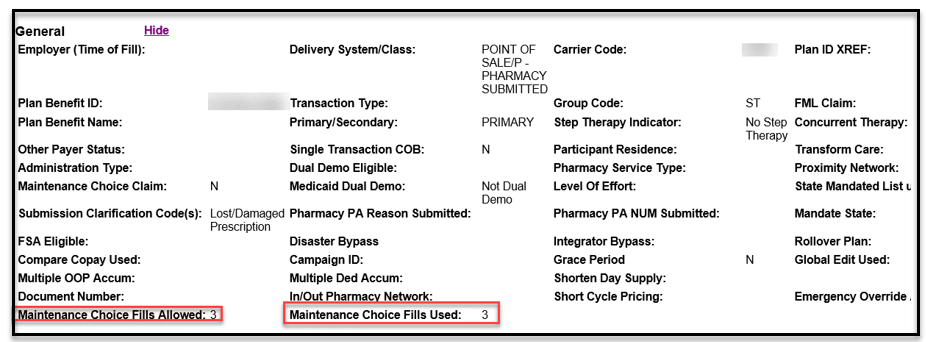 General Hide
Employer (Time of Fill): Delivery System/Class: POINT OF SALE/P - PHARMACY SUBMITTED Carrier Code: Plan ID XREF:
Plan Benefit ID: Transaction Type: Group Code: ST FML Claim:
Plan Benefit Name: Primary/Secondary: PRIMARY Step Therapy Indicator: No Step Therapy Concurrent Therapy:
Other Payer Status: Single Transaction COB: N Participant Residence: Transform Care:
Administration Type: Dual Demo Eligible: Pharmacy Service Type: Proximity Network:
Maintenance Choice Claim: N Medicaid Dual Demo: Not Dual Demo Level Of Effort: State Mandated List
Submission Clarification Code(s): Lost/Damaged Prescription Pharmacy PA Reason Submitted: Pharmacy PA NUM Submitted: Mandate State:
FSA Eligible: Disaster Bypass Integrator Bypass: Rollover Plan:
Compare Copay Used: Campaign ID: Grace Period N Global Edit Used:
Multiple OOP Accum: Multiple Ded Accum: Shorten Day Supply:
Document Number: In/Out Pharmacy Network: Short Cycle Pricing: Emergency Override
Maintenance Choice Fills Allowed: 3 Maintenance Choice Fills Used: 3